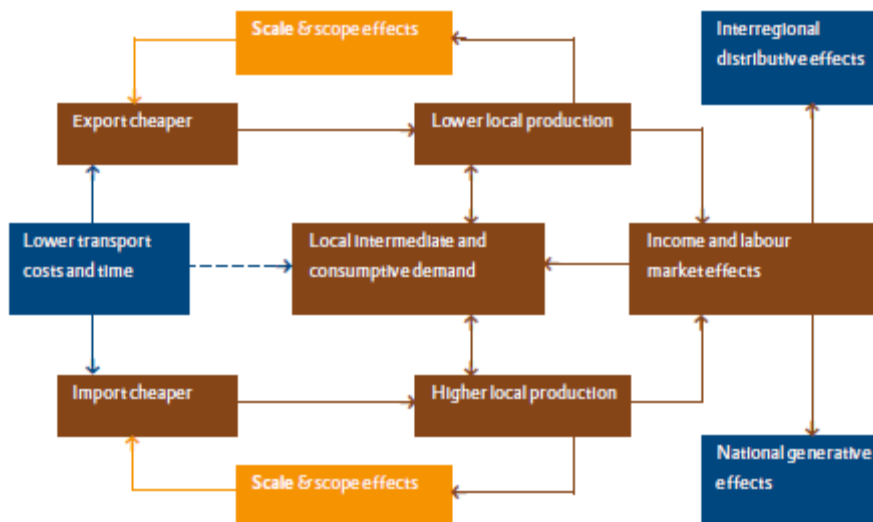 Scale & scope effects
Interregional
distributive effects
Export cheaper
Lower local production
Lower transport
costs and time
Local intermediate and
consumptive demand
Income and labour
market effects
Import cheaper
Higher local production
Scale & scope effects
National generative
effects